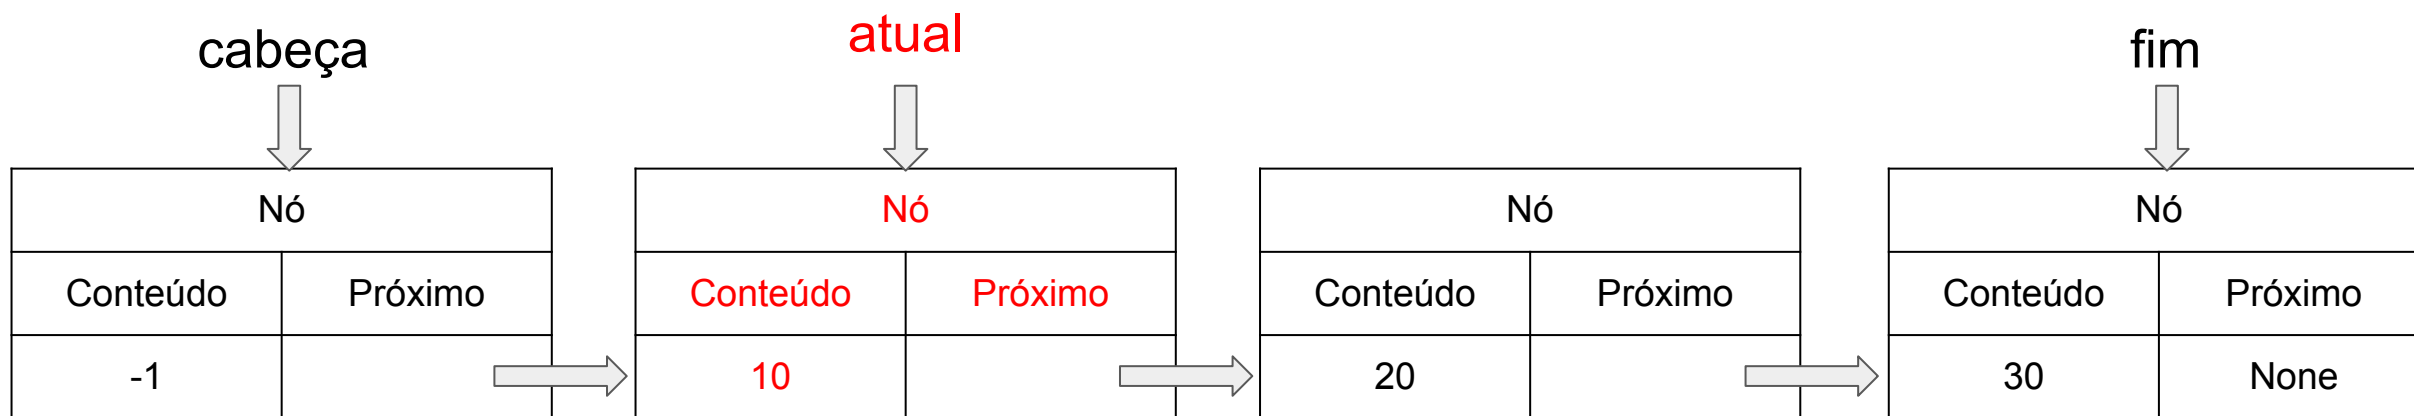 cabeça atual fim
Nó Nó Nó Nó
Conteúdo Próximo Conteúdo Próximo Conteúdo Próximo Conteúdo Próximo
-1 10 20 30 None